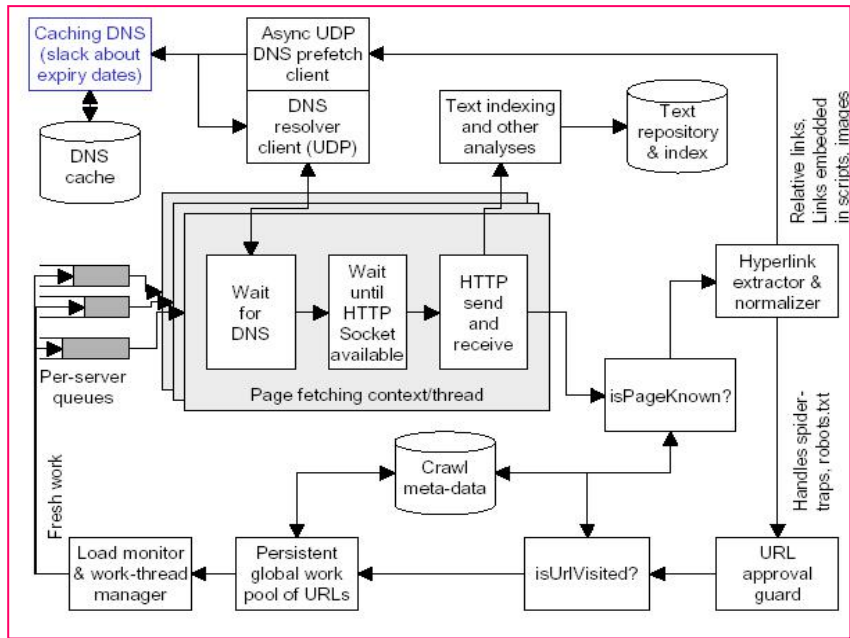 Caching DNS
(slack about
expiry dates)
Async UDP
DNS prefetch
client
DNS
resolver
client (UDP)
DNS
cache
Text indexing
and other
analyses
Text
repository
& index
Relative links,
Links embedded
in scripts, images
Wait
for
DNS
Wait
until
HTTP
Socket
available
HTTP
send
and
receive
Hyperlink
extractor &
normalizer
Per-server
queues
Page fetching context/thread
isPageKnown?
Handles spider-
traps, robots.txt
Crawl
meta-data
Fresh work
Load monitor
& work-thread
manager
Persistent
global work
pool of URLs
isUrlVisited?
URL
approval
guard